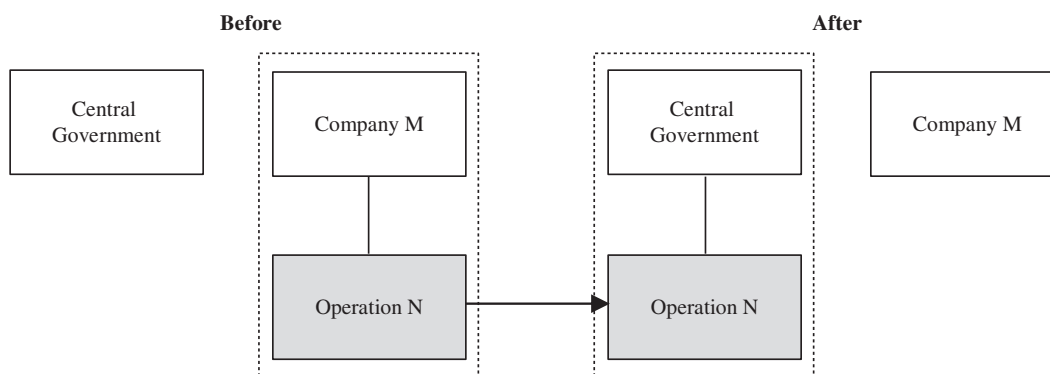 Before
After
Central
Government
Company M
Central
Government
Company M
Operation N
Operation N